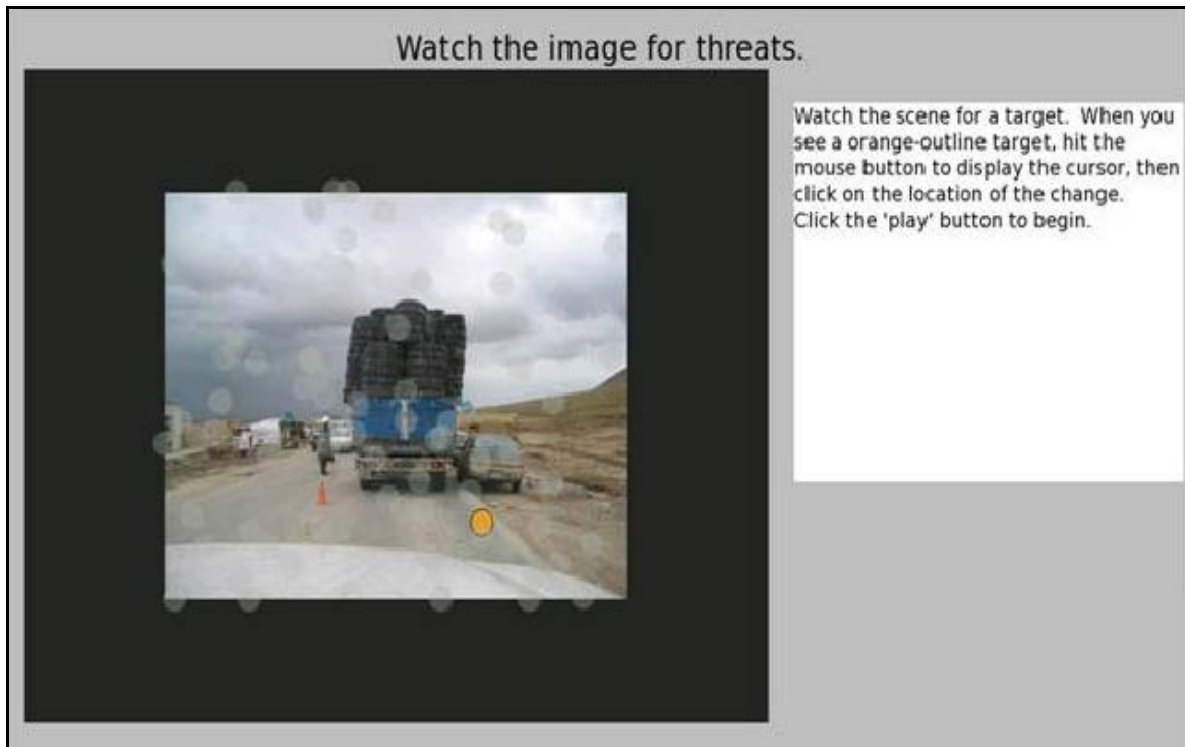 Watch the image for threats.
Watch the scene for a target.  When you
see a orange-outline target, hit the
mouse button to display the cursor, then
click on the location of the change.
Click the 'play' button to begin.